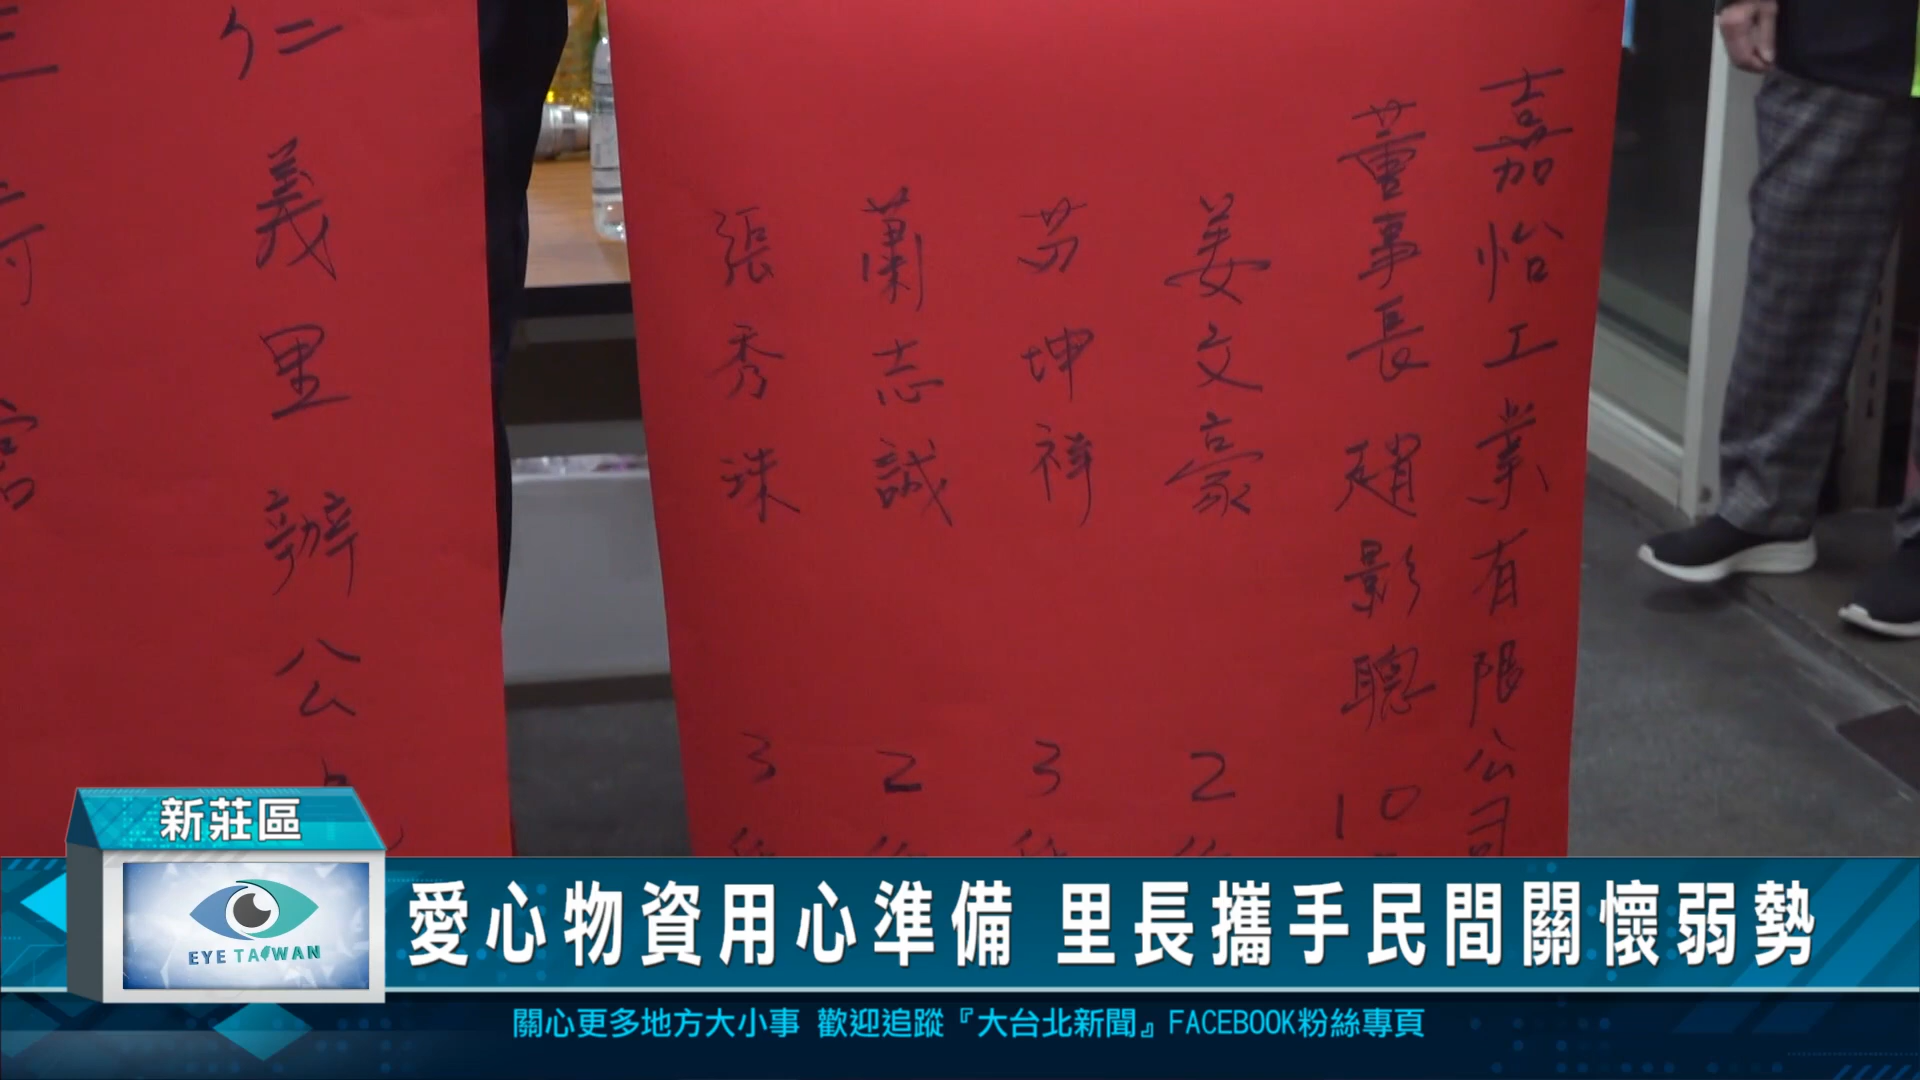 嘉怡工業有限公司
董事長趙影聰 10
姜文豪 2
坤祥 3
蕭志誠 2
張秀珠 3
仁義里辦公
宮
新莊區
EYE TAIWAN
愛心物資用心準備 里長攜手民間關懷弱勢
關心更多地方大小事 歡迎追蹤『大台北新聞』FACEBOOK粉絲專頁